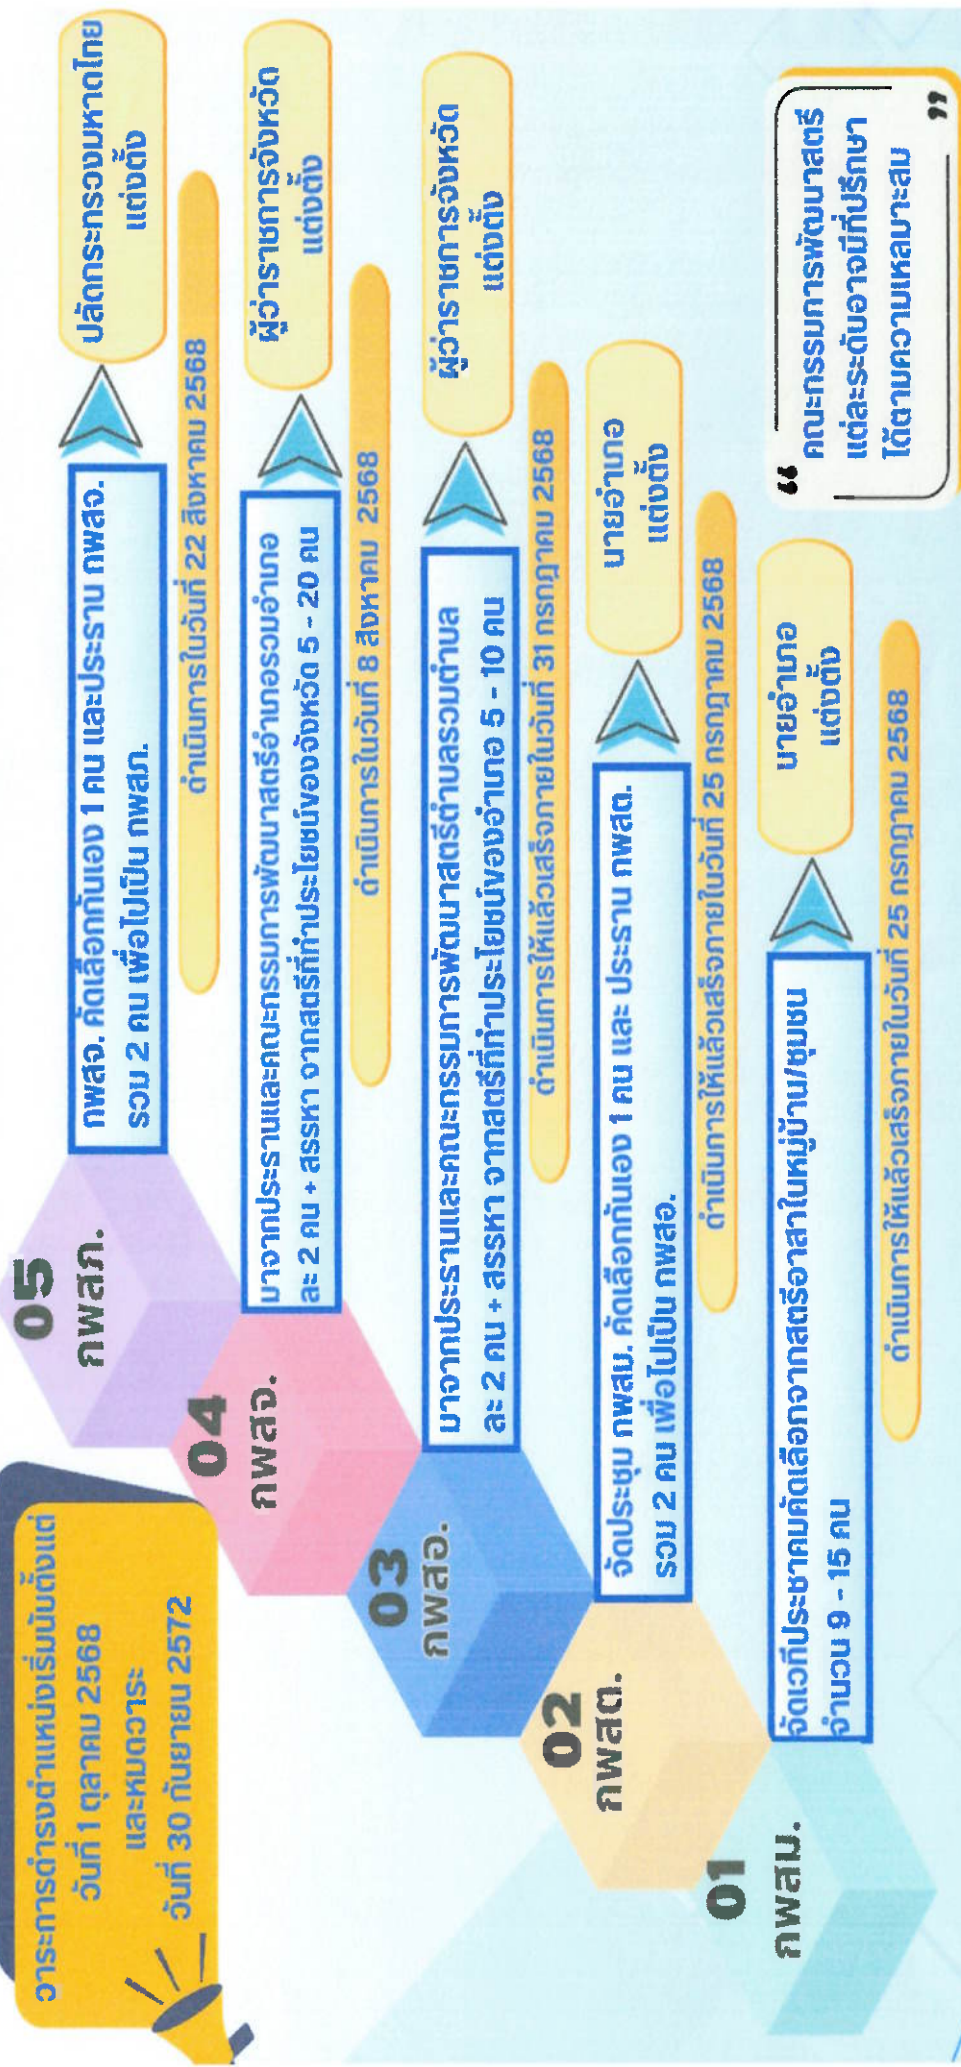 วาระการดำรงตำแหน่งเริ่มนับตั้งแต่
วันที่ 1 ตุลาคม 2568
และหมดวาระ
วันที่ 30 กันยายน 2572
05
กพสภ.
กพสจ. คัดเลือกกันเอง 1 คน และประธาน กพสจ.
รวม 2 คน เพื่อไปเป็น กพสภ.
ปลัดกระทรวงมหาดไทย
แต่งตั้ง
ดำเนินการในวันที่ 22 สิงหาคม 2568
04
กพสจ.
มาจากประธานและคณะกรรมการพัฒนาสตรีอำเภอรวมอำเภอ
ละ 2 คน + สรรหา จากสตรีที่ทำประโยชน์ของจังหวัด 5 - 20 คน
ผู้ว่าราชการจังหวัด
แต่งตั้ง
ดำเนินการในวันที่ 8 สิงหาคม 2568
03
กพสอ.
มาจากประธานและคณะกรรมการพัฒนาสตรีตำบลรวมตำบล
ละ 2 คน + สรรหา จากสตรีที่ทำประโยชน์ของอำเภอ 5 - 10 คน
ผู้ว่าราชการจังหวัด
แต่งตั้ง
ดำเนินการให้แล้วเสร็จภายในวันที่ 31 กรกฎาคม 2568
02
กพสต.
จัดประชุม กพสม. คัดเลือกกันเอง 1 คน และ ประธาน กพสต.
รวม 2 คน เพื่อไปเป็น กพสอ.
นายอำเภอ
แต่งตั้ง
ดำเนินการให้แล้วเสร็จภายในวันที่ 25 กรกฎาคม 2568
01
กพสม.
จัดเวทีประชาคมคัดเลือกจากสตรีอาสาในหมู่บ้าน/ชุมชน
จำนวน 9 - 15 คน
นายอำเภอ
แต่งตั้ง
ดำเนินการให้แล้วเสร็จภายในวันที่ 25 กรกฎาคม 2568
“
คณะกรรมการพัฒนาสตรี
แต่ละระดับอาจมีที่ปรึกษา
ได้ตามความเหมาะสม
”